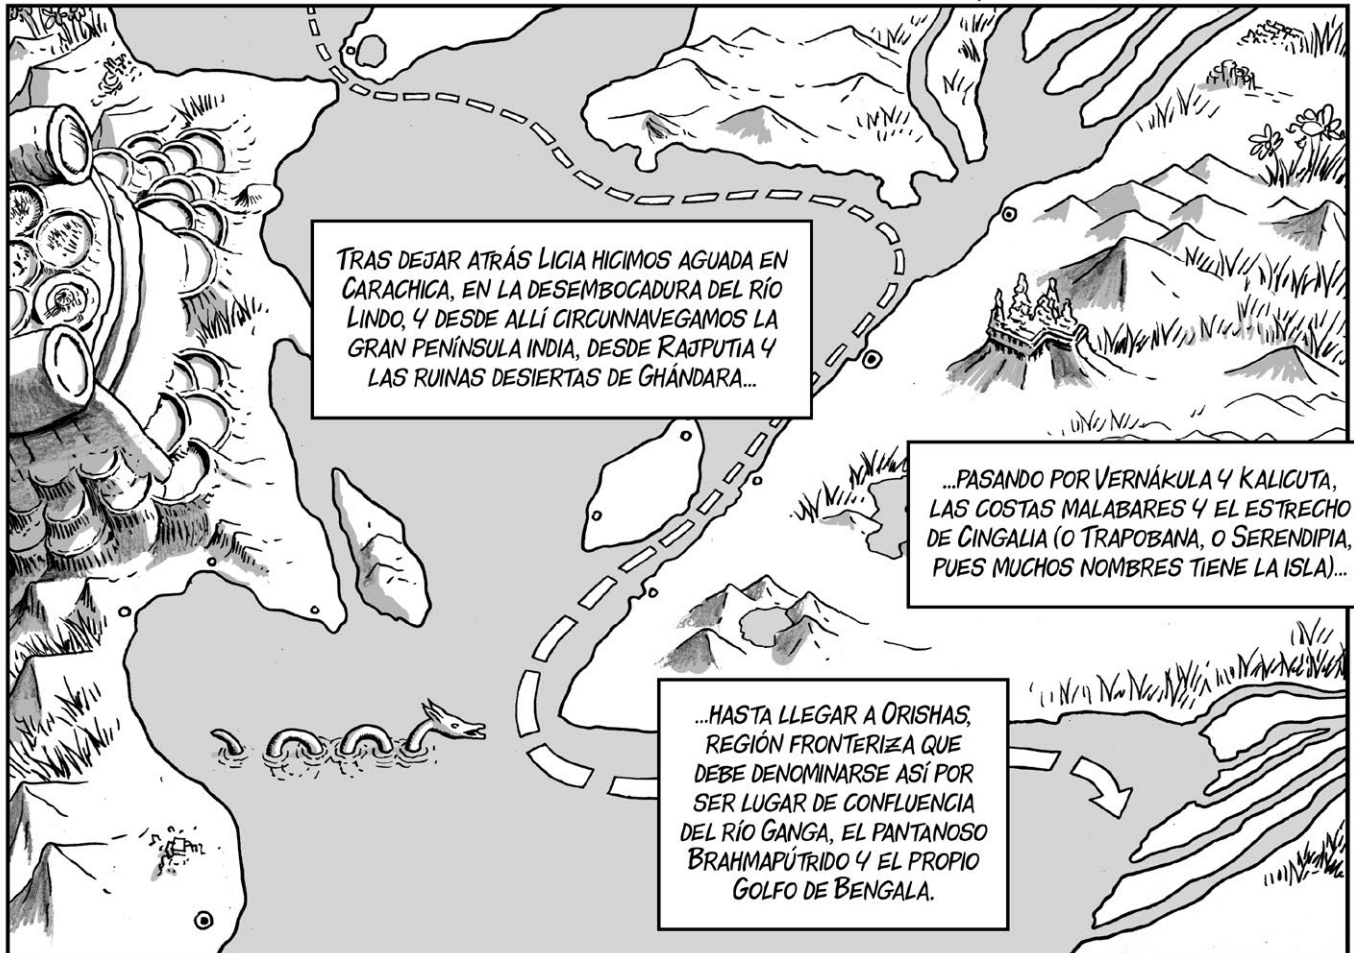 TRAS DEJAR ATRÁS LICIA HICIMOS AGUADA EN
CARACHICA, EN LA DESEMBOCADURA DEL RÍO
LINDO, Y DESDE ALLÍ CIRCUNNAVEGAMOS LA
GRAN PENÍNSULA INDIA, DESDE RAJPUTIA Y
LAS RUINAS DESIERTAS DE GHÁNDARA...
...PASANDO POR VERNÁKULA Y KALICUTA,
LAS COSTAS MALABARES Y EL ESTRECHO
DE CINGALIA (O TRAPOBANA, O SERENDIPIA,
PUES MUCHOS NOMBRES TIENE LA ISLA)...
...HASTA LLEGAR A ORISHAS,
REGIÓN FRONTERIZA QUE
DEBE DENOMINARSE ASÍ POR
SER LUGAR DE CONFLUENCIA
DEL RÍO GANGA, EL PANTANOSO
BRAHMAPÚTRIDO Y EL PROPIO
GOLFO DE BENGALA.